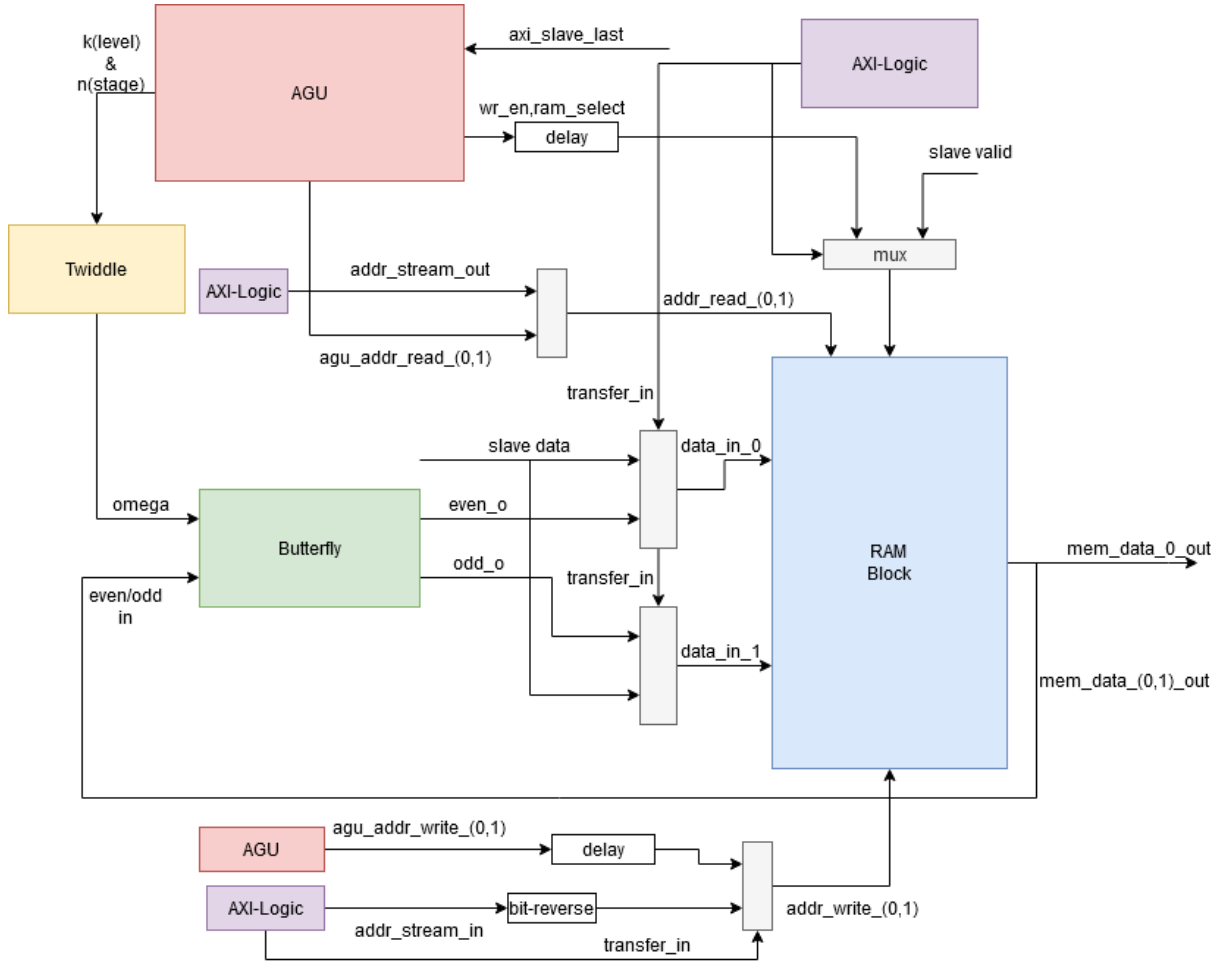 axi_slave_last
k(level)
&
n(stage)
AGU
AXI-Logic
wr_en,ram_select
delay
slave valid
mux
Twiddle
AXI-Logic
addr_stream_out
addr_read_(0,1)
agu_addr_read_(0,1)
transfer_in
slave data
data_in_0
omega
even_o
Butterfly
odd_o
transfer_in
RAM
Block
mem_data_0_out
even/odd
in
data_in_1
mem_data_(0,1)_out
agu_addr_write_(0,1)
AGU
delay
AXI-Logic
bit-reverse
addr_write_(0,1)
addr_stream_in
transfer_in